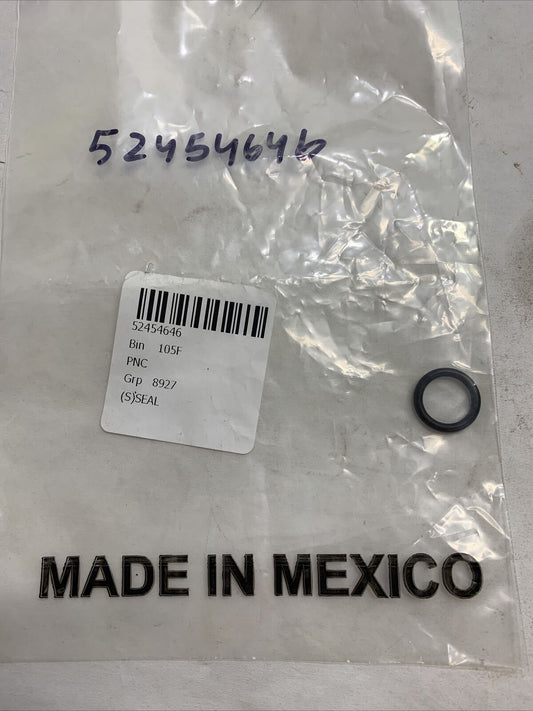 52454646
52454646
Bin 105F
PNC
Grp 8927
(S)SEAL
MADE IN MEXICO